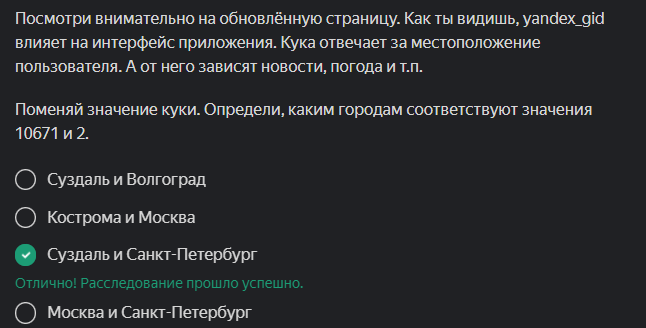 Посмотри внимательно на обновлённую страницу. Как ты видишь, yandex_gid
влияет на интерфейс приложения. Кука отвечает за местоположение
пользователя. А от него зависят новости, погода и т.п.
Поменяй значение куки. Определи, каким городам соответствуют значения
10671 и 2.
Суздаль и Волгоград
Кострома и Москва
Суздаль и Санкт-Петербург
Отлично! Расследование прошло успешно.
Москва и Санкт-Петербург